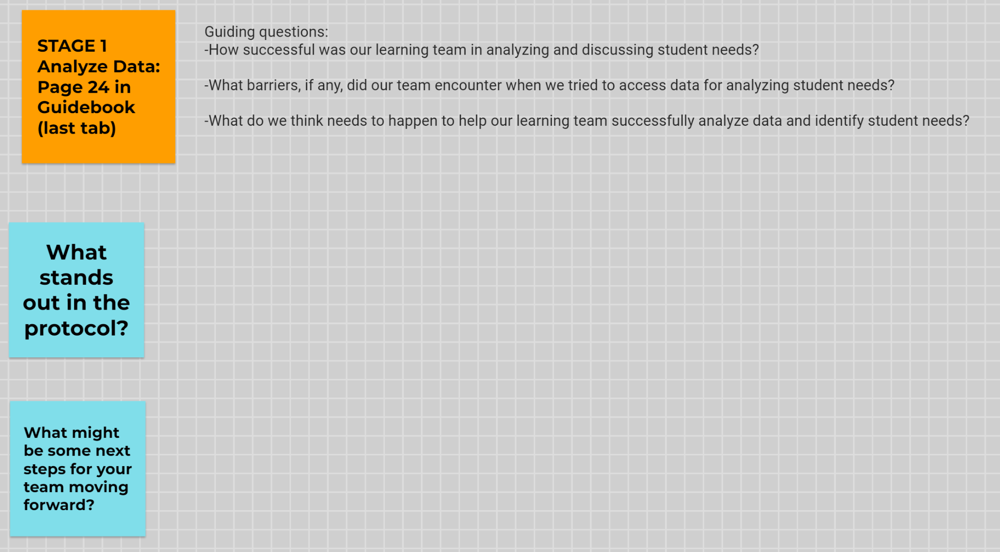 STAGE 1
Analyze Data:
Page 24 in
Guidebook
(last tab)
Guiding questions:
-How successful was our learning team in analyzing and discussing student needs?
-What barriers, if any, did our team encounter when we tried to access data for analyzing student needs?
-What do we think needs to happen to help our learning team successfully analyze data and identify student needs?
What
stands
out in the
protocol?
What might
be some next
steps for your
team moving
forward?